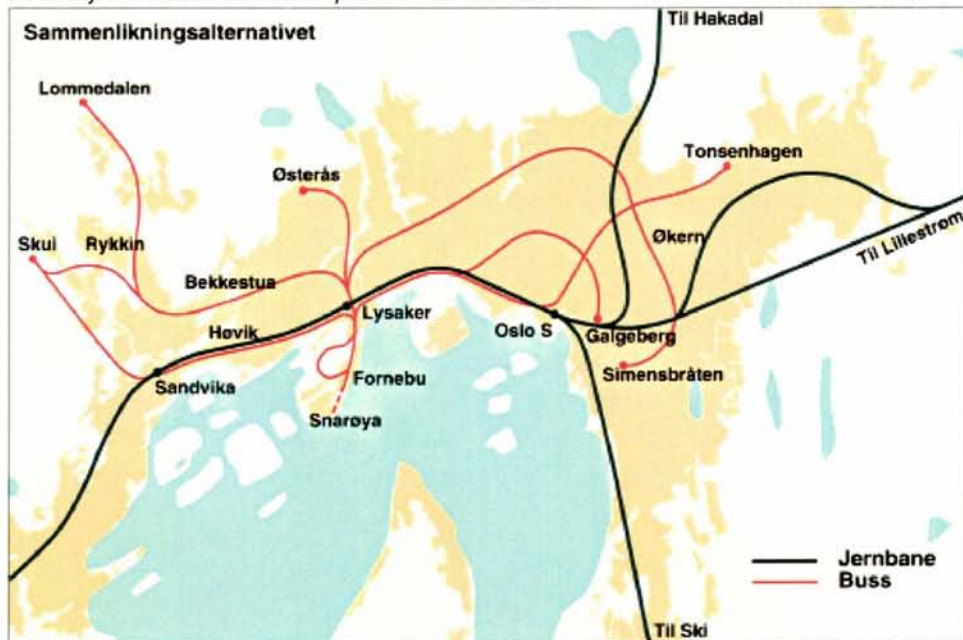 Sammenlikningsalternativet
Til Hakadal
Lommedalen
Østerås
Tonsenhagen
Skui
Rykkin
Økern
Til Lillestrøm
Bekkestua
Lysaker
Høvik
Oslo S
Galgeberg
Simensbråten
Sandvika
Fornebu
Snarøya
Jernbane
Buss
Til Ski